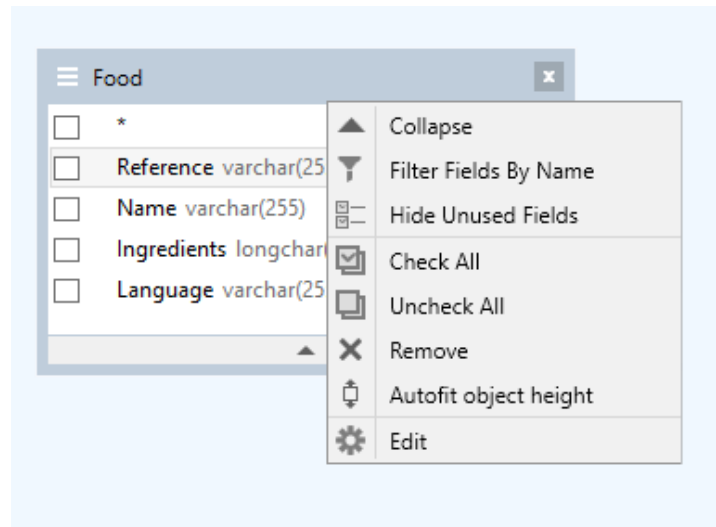 Food
*
Reference varchar(25
Name varchar(255)
Ingredients longchar(
Language varchar(25
Collapse
Filter Fields By Name
Hide Unused Fields
Check All
Uncheck All
Remove
Autofit object height
Edit